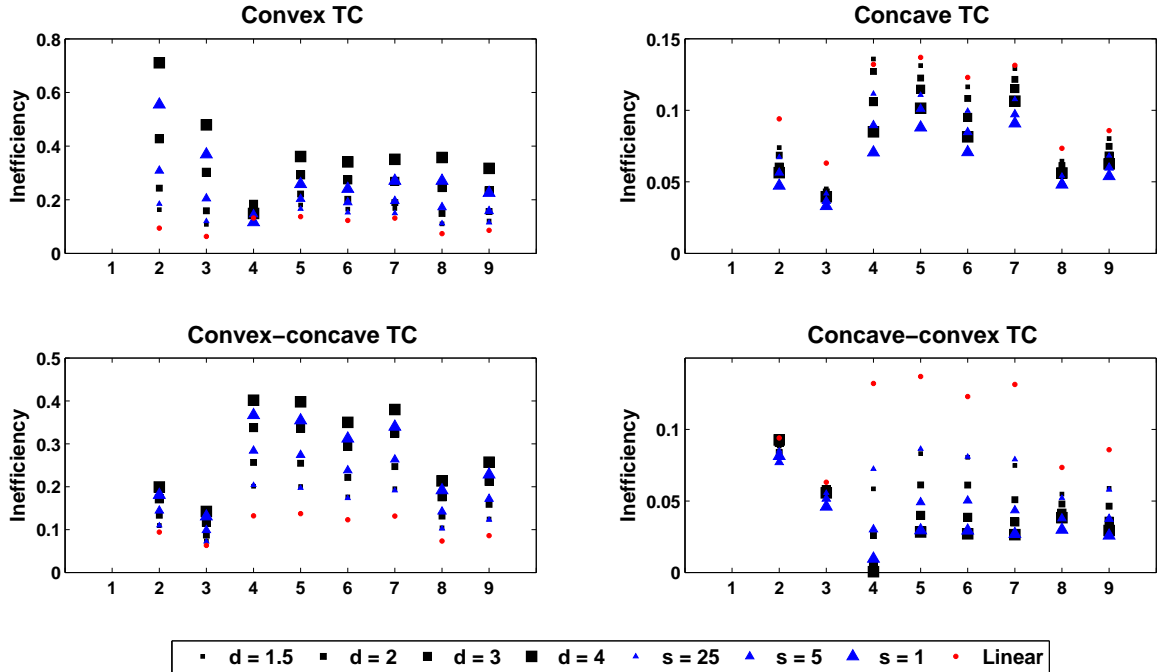 Convex TC
Inefficiency
0.8
0.6
0.4
0.2
0
1 2 3 4 5 6 7 8 9
Concave TC
Inefficiency
0.15
0.1
0.05
0
1 2 3 4 5 6 7 8 9
Convex−concave TC
Inefficiency
0.5
0.4
0.3
0.2
0.1
0
1 2 3 4 5 6 7 8 9
Concave−convex TC
Inefficiency
0.1
0.05
0
1 2 3 4 5 6 7 8 9
d = 1.5 d = 2 d = 3 d = 4 s = 25 s = 5 s = 1 Linear